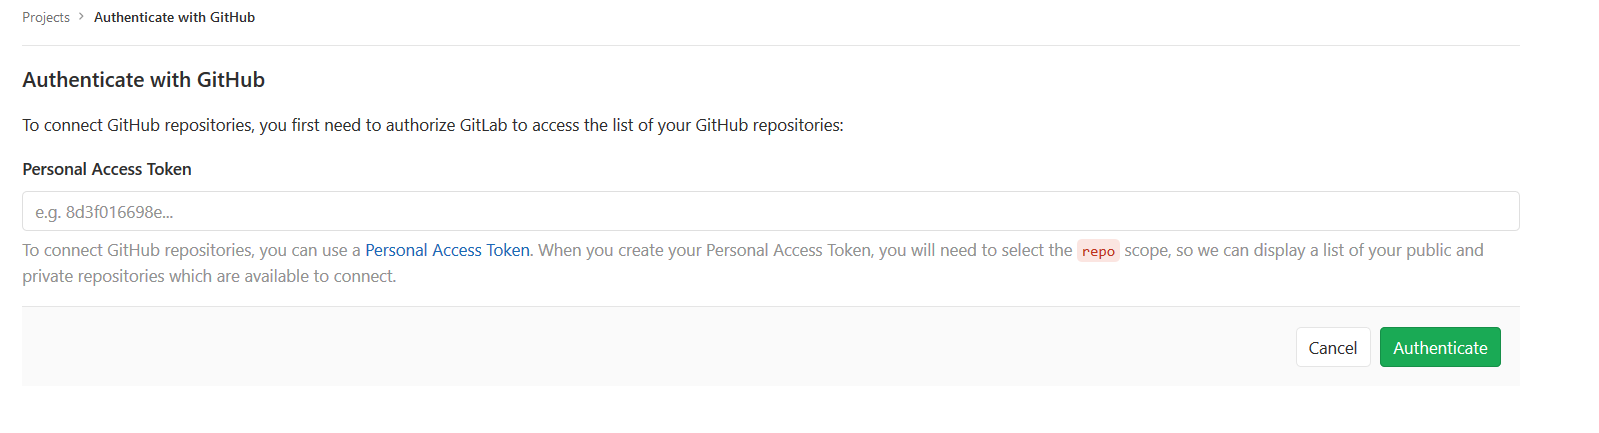 Projects > Authenticate with GitHub
Authenticate with GitHub
To connect GitHub repositories, you first need to authorize GitLab to access the list of your GitHub repositories:
Personal Access Token
e.g. 8d3f016698e...
To connect GitHub repositories, you can use a Personal Access Token. When you create your Personal Access Token, you will need to select the repo scope, so we can display a list of your public and
private repositories which are available to connect.
Cancel Authenticate